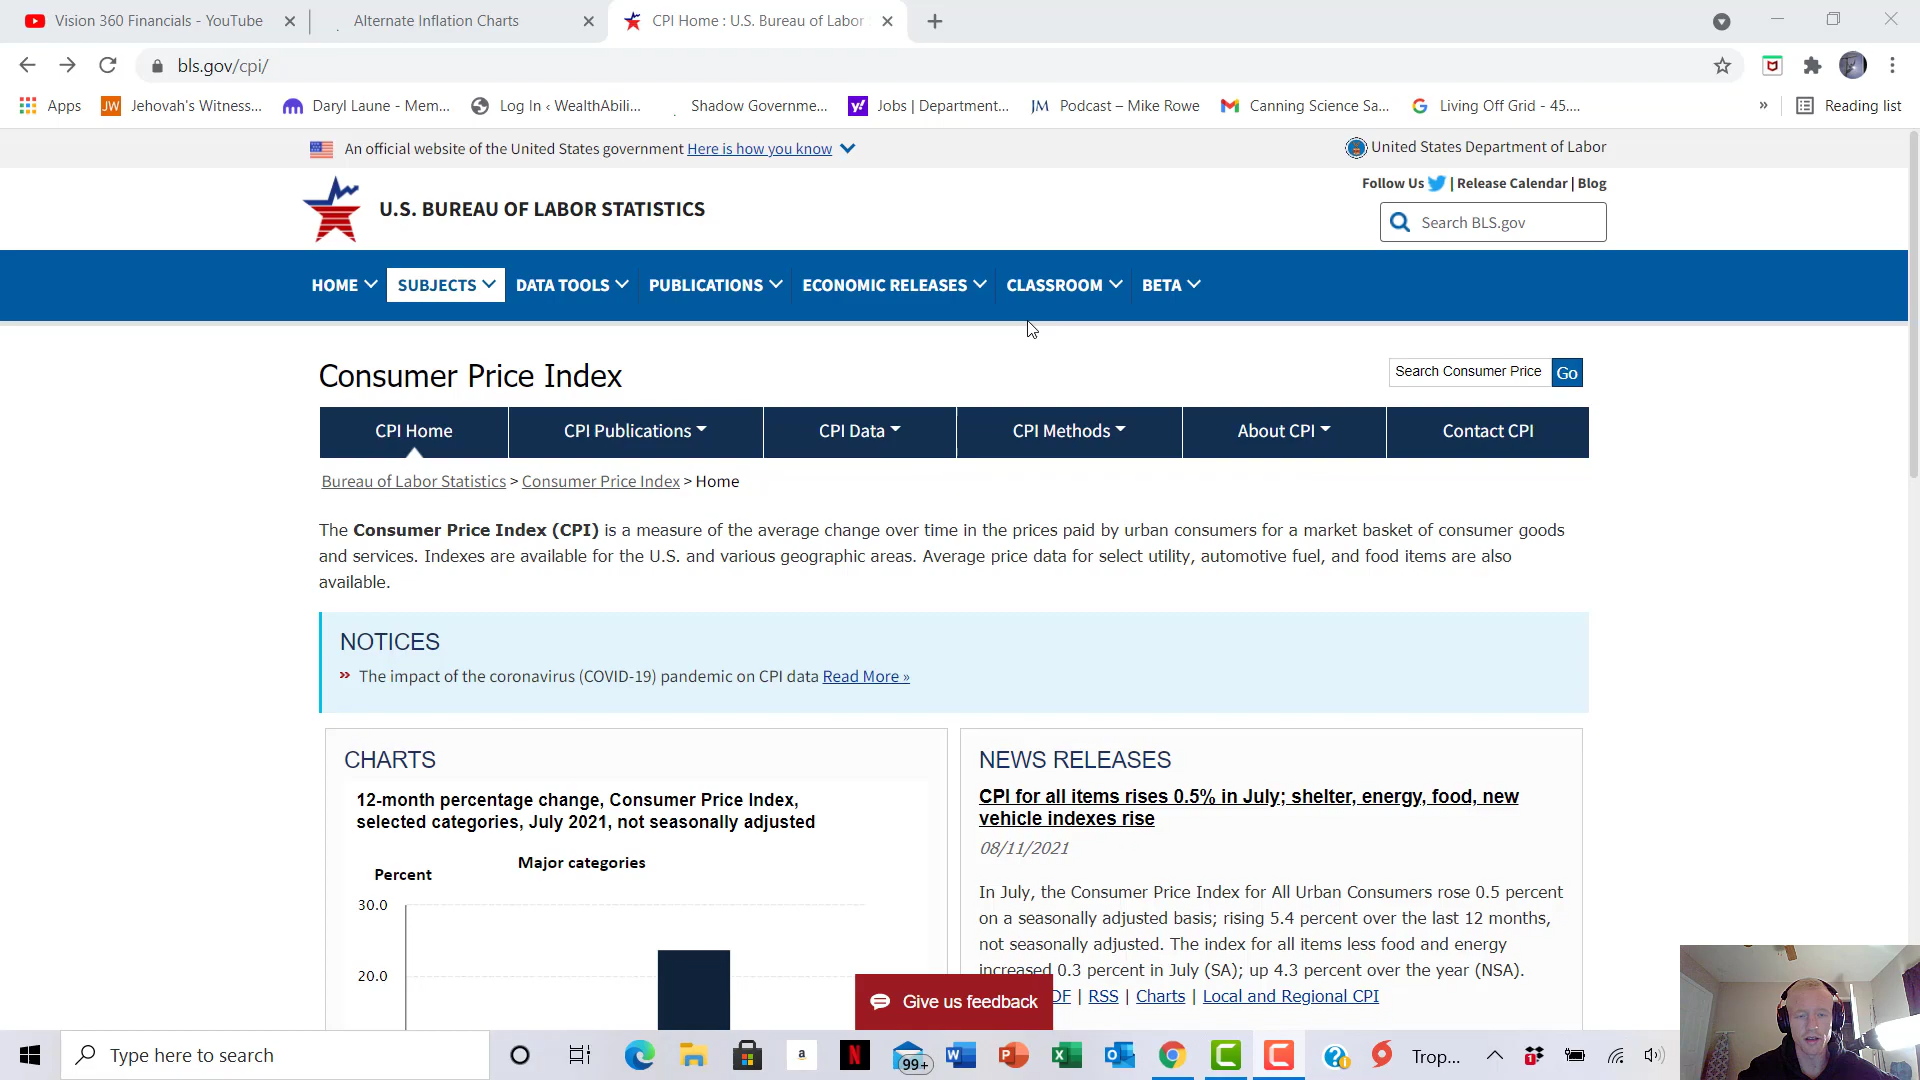 Vision 360 Financials - YouTube
Alternate Inflation Charts
CPI Home : U.S. Bureau of Labor
bls.gov/cpi/
Apps
JW Jehovah's Witness...
Daryl Laune - Mem...
Log In ‹ WealthAbili...
Shadow Governme...
y! Jobs | Department...
JM Podcast – Mike Rowe
Canning Science Sa...
G Living Off Grid - 45....
»
Reading list
An official website of the United States government Here is how you know
United States Department of Labor
Follow Us | Release Calendar | Blog
U.S. BUREAU OF LABOR STATISTICS
Search BLS.gov
HOME SUBJECTS DATA TOOLS PUBLICATIONS ECONOMIC RELEASES CLASSROOM BETA
Consumer Price Index
Search Consumer Price Go
CPI Home CPI Publications CPI Data CPI Methods About CPI Contact CPI
Bureau of Labor Statistics > Consumer Price Index > Home
The Consumer Price Index (CPI) is a measure of the average change over time in the prices paid by urban consumers for a market basket of consumer goods
and services. Indexes are available for the U.S. and various geographic areas. Average price data for select utility, automotive fuel, and food items are also
available.
NOTICES
» The impact of the coronavirus (COVID-19) pandemic on CPI data Read More »
CHARTS
12-month percentage change, Consumer Price Index,
selected categories, July 2021, not seasonally adjusted
Major categories
Percent
30.0
20.0
NEWS RELEASES
CPI for all items rises 0.5% in July; shelter, energy, food, new
vehicle indexes rise
08/11/2021
In July, the Consumer Price Index for All Urban Consumers rose 0.5 percent
on a seasonally adjusted basis; rising 5.4 percent over the last 12 months,
not seasonally adjusted. The index for all items less food and energy
increased 0.3 percent in July (SA); up 4.3 percent over the year (NSA).
DF | RSS | Charts | Local and Regional CPI
Give us feedback
Type here to search
a
N
99+
W
P
X
O
C
C
?
Trop...
1